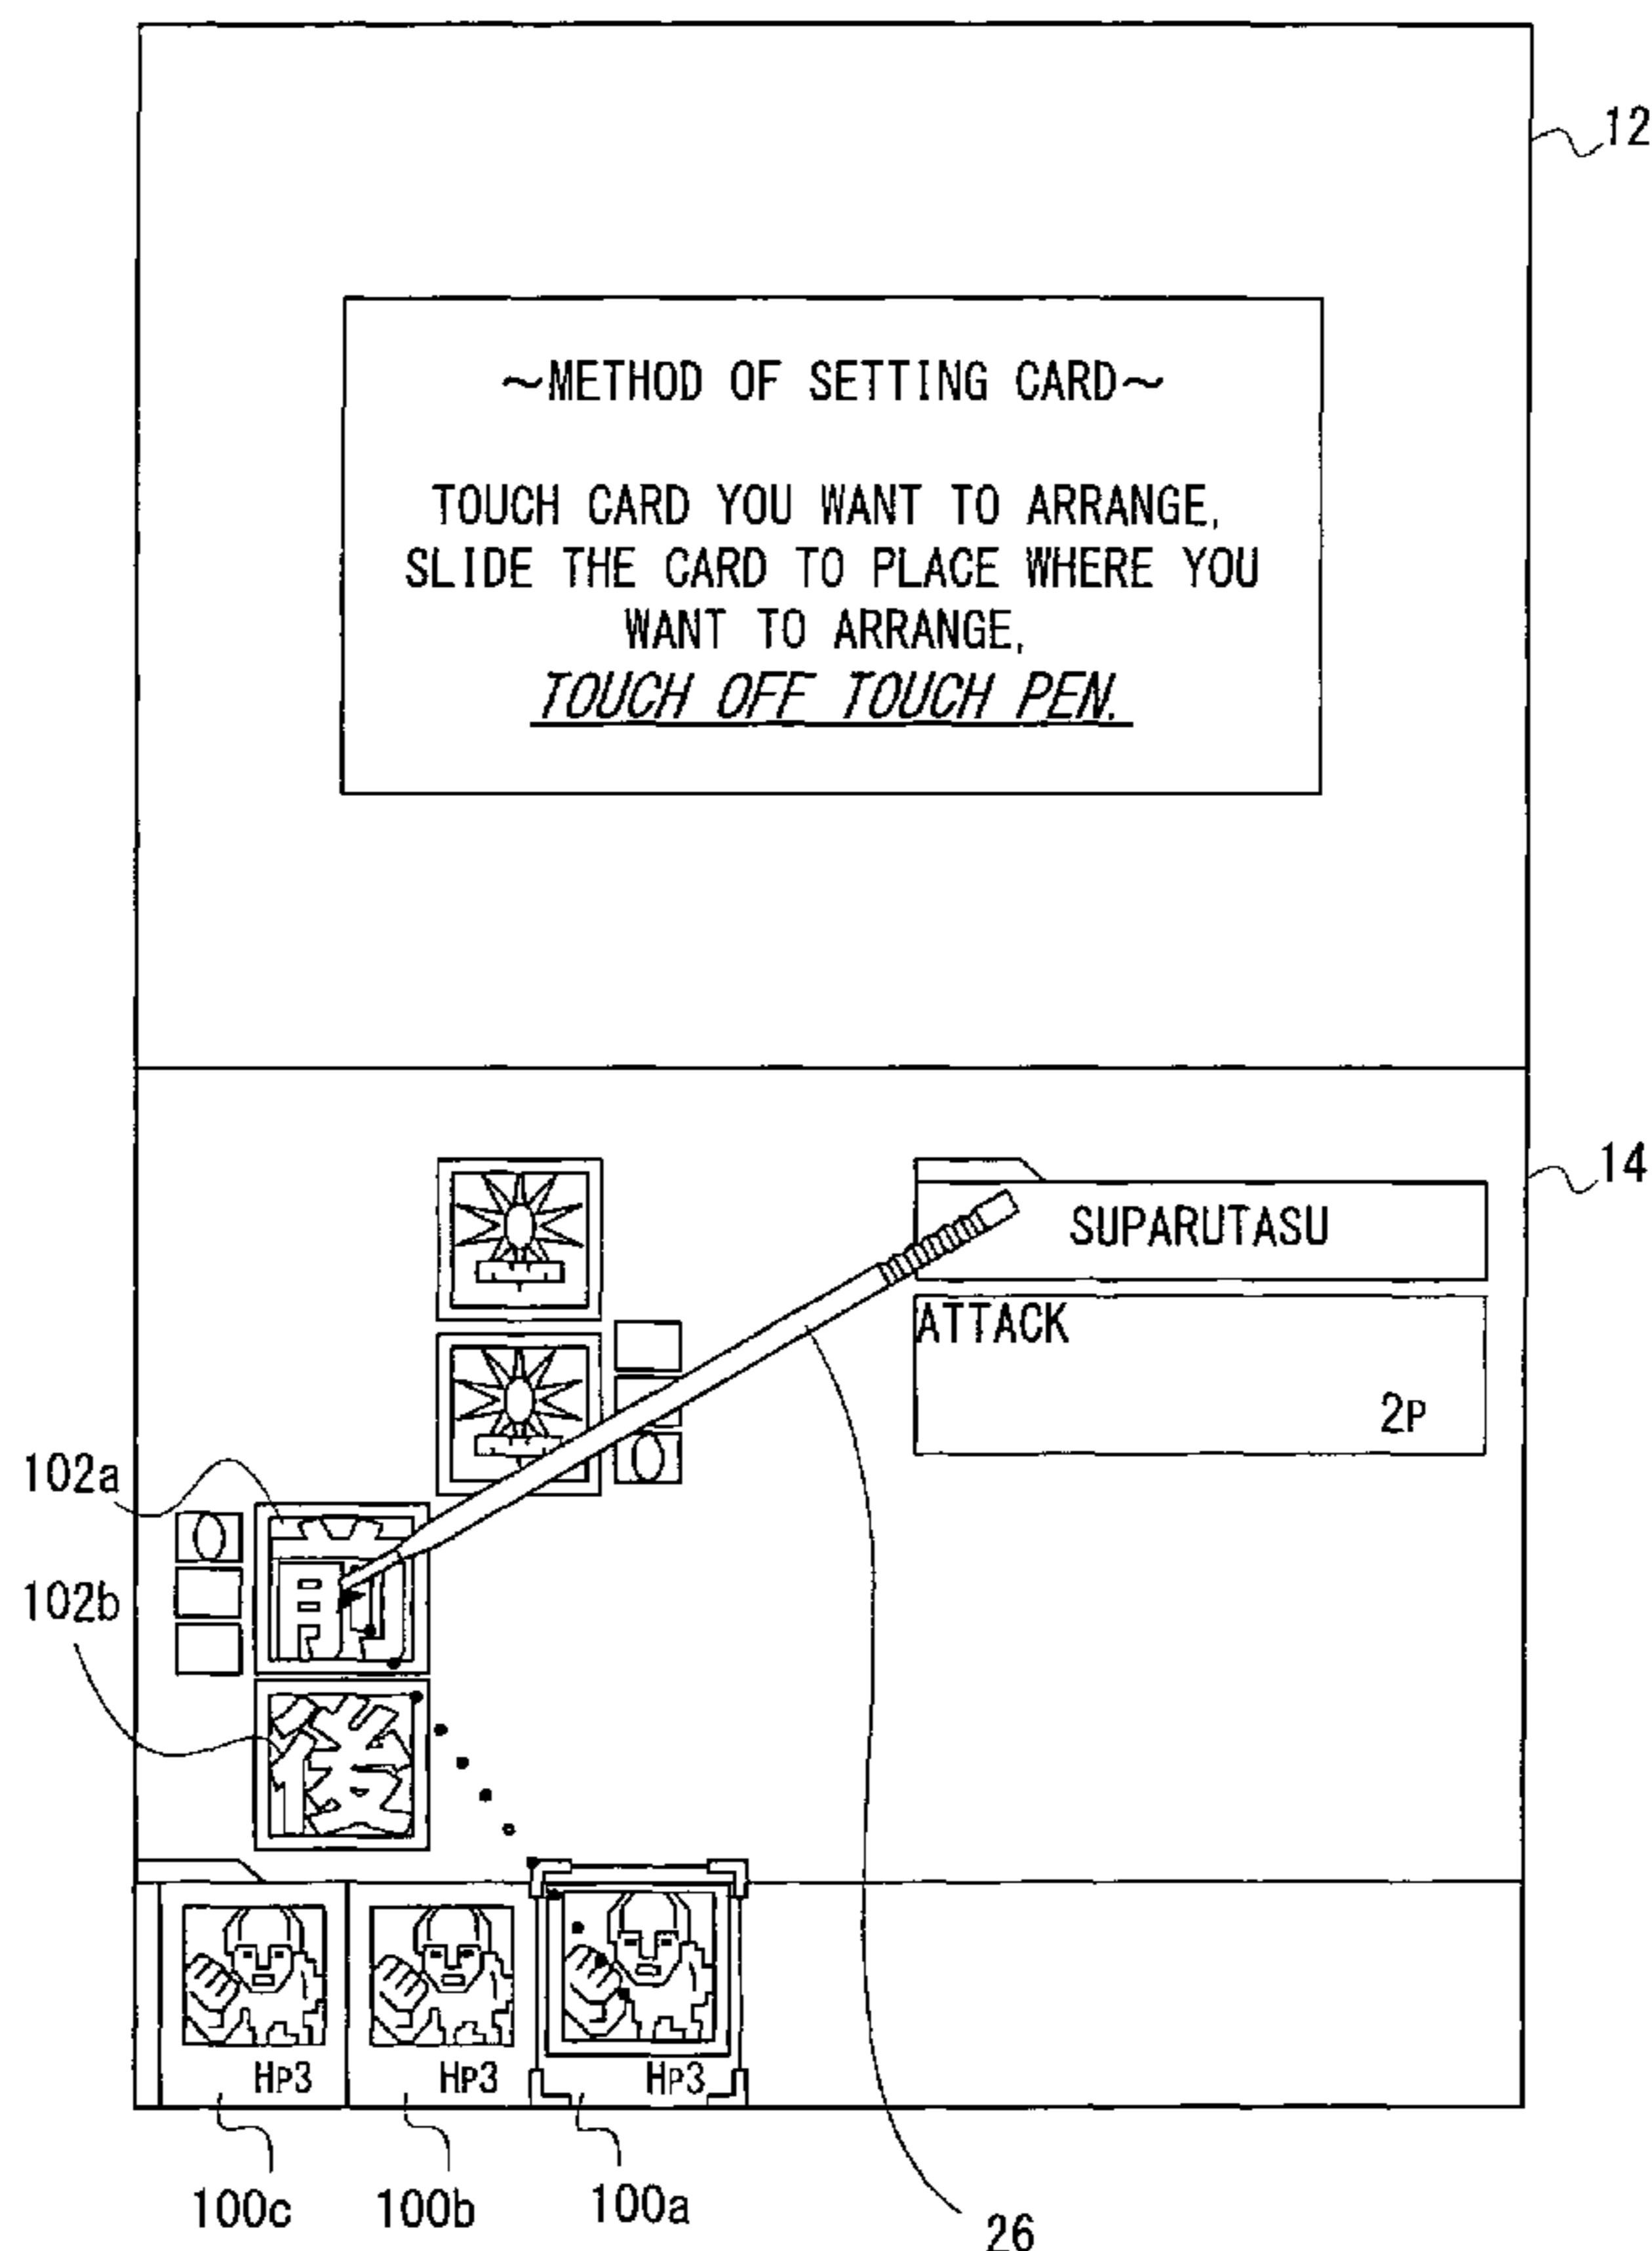 12
~METHOD OF SETTING CARD~
TOUCH CARD YOU WANT TO ARRANGE,
SLIDE THE CARD TO PLACE WHERE YOU
WANT TO ARRANGE,
TOUCH OFF TOUCH PEN.
14
SUPARUTASU
ATTACK
2P
102a
前
102b
後
HP3
HP3
HP3
100c
100b
100a
26